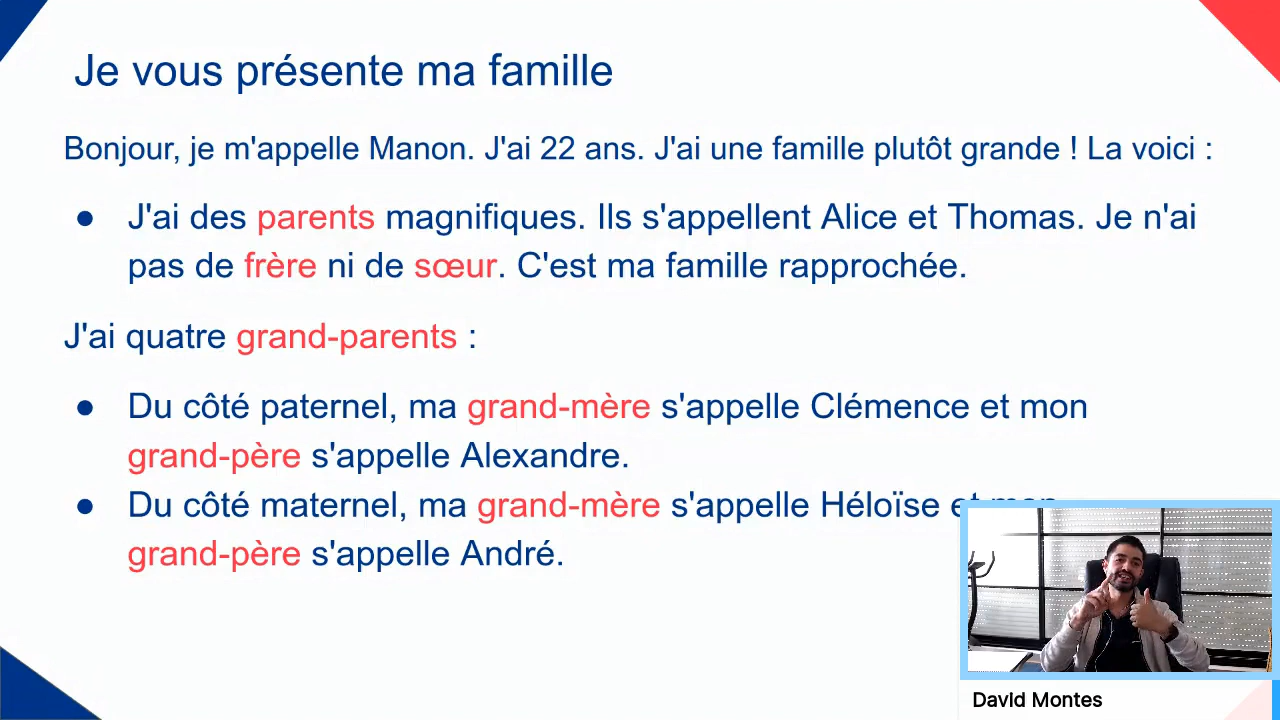 Je vous présente ma famille
Bonjour, je m'appelle Manon. J'ai 22 ans. J'ai une famille plutôt grande ! La voici :
● J'ai des parents magnifiques. Ils s'appellent Alice et Thomas. Je n'ai
pas de frère ni de sœur. C'est ma famille rapprochée.
J'ai quatre grand-parents :
● Du côté paternel, ma grand-mère s'appelle Clémence et mon
grand-père s'appelle Alexandre.
● Du côté maternel, ma grand-mère s'appelle Héloïse et mon
grand-père s'appelle André.
David Montes